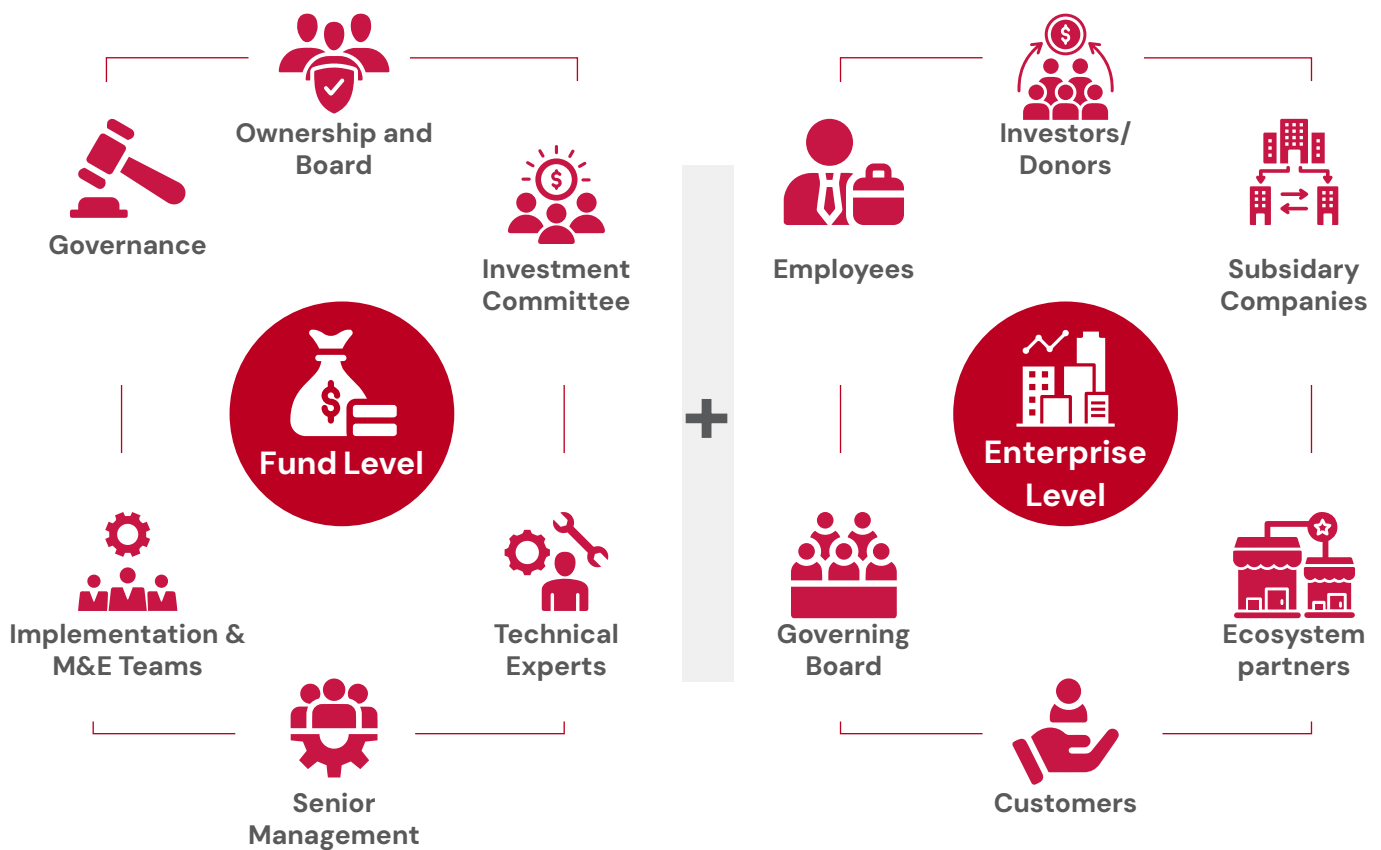 Ownership and
Board
Governance
Investment
Committee
Fund Level
Implementation &
M&E Teams
Technical
Experts
Senior
Management
+
Investors/
Donors
Employees
Subsidary
Companies
Enterprise
Level
Governing
Board
Ecosystem
partners
Customers